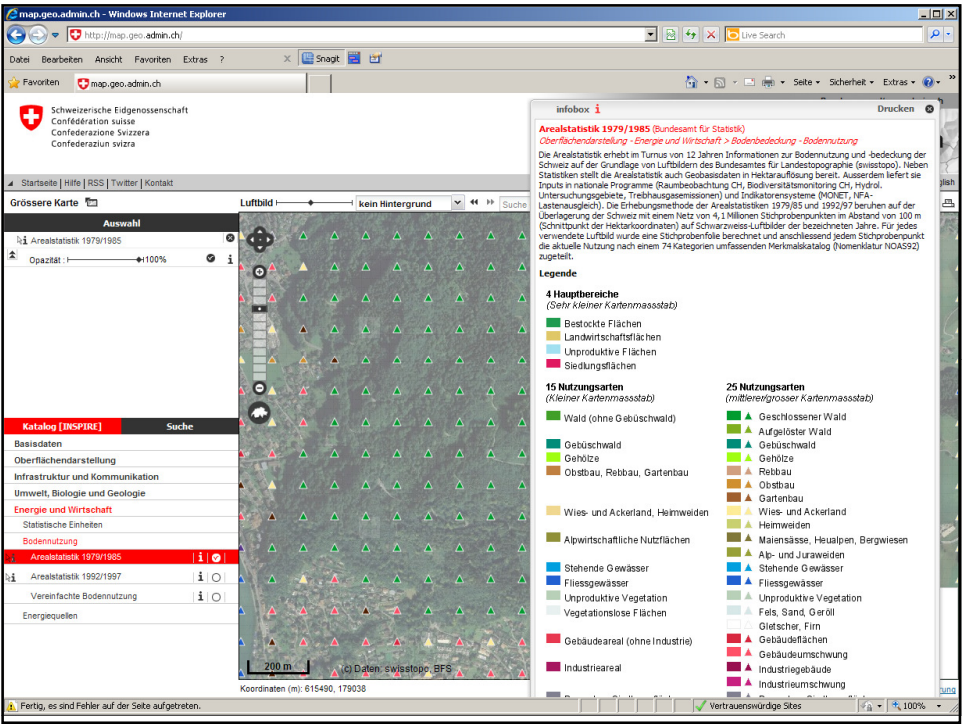 map.geo.admin.ch - Windows Internet Explorer
http://map.geo.admin.ch/
Live Search
Datei Bearbeiten Ansicht Favoriten Extras ?
x Snagit
Favoriten map.geo.admin.ch
Seite Sicherheit Extras
Schweizerische Eidgenossenschaft
Confédération suisse
Confederazione Svizzera
Confederaziun svizra
Startseite | Hilfe | RSS | Twitter | Kontakt
glish
Grössere Karte
Luftbild kein Hintergrund Suche
Auswahl
Arealstatistik 1979/1985
Opazität : 100%
Katalog [INSPIRE] Suche
Basisdaten
Oberflächendarstellung
Infrastruktur und Kommunikation
Umwelt, Biologie und Geologie
Energie und Wirtschaft
Statistische Einheiten
Bodennutzung
Arealstatistik 1979/1985
Arealstatistik 1992/1997
Vereinfachte Bodennutzung
Energiequellen
200 m (c) Daten: swisstopo, BFS
Koordinaten (m): 615490, 179038
infobox i Drucken
Arealstatistik 1979/1985 (Bundesamt für Statistik)
Oberflächendarstellung - Energie und Wirtschaft > Bodenbedeckung - Bodennutzung
Die Arealstatistik erhebt im Turnus von 12 Jahren Informationen zur Bodennutzung und -bedeckung der
Schweiz auf der Grundlage von Luftbildern des Bundesamtes für Landestopographie (swisstopo). Neben
Statistiken stellt die Arealstatistik auch Geobasisdaten in Hektarauflösung bereit. Ausserdem liefert sie
Inputs in nationale Programme (Raumbeobachtung CH, Biodiversitätsmonitoring CH, Hydrol.
Untersuchungsgebiete, Treibhausgasemissionen) und Indikatorensysteme (MONET, NFA-
Lastenausgleich). Die Erhebungsmethode der Arealstatistiken 1979/85 und 1992/97 beruhen auf der
Überlagerung der Schweiz mit einem Netz von 4,1 Millionen Stichprobenpunkten im Abstand von 100 m
(Schnittpunkt der Hektarkoordinaten) auf Schwarzweiss-Luftbilder der bezeichneten Jahre. Für jedes
verwendete Luftbild wurde eine Stichprobenfolie berechnet und anschliessend jedem Stichprobenpunkt
die aktuelle Nutzung nach einem 74 Kategorien umfassenden Merkmalskatalog (Nomenklatur NOAS92)
zugeteilt.
Legende
4 Hauptbereiche
(Sehr kleiner Kartenmassstab)
Bestockte Flächen
Landwirtschaftsflächen
Unproduktive Flächen
Siedlungsflächen
15 Nutzungsarten
(Kleiner Kartenmassstab)
Wald (ohne Gebüschwald)
Gebüschwald
Gehölze
Obstbau, Rebbau, Gartenbau
Wies- und Ackerland, Heimweiden
Alpwirtschaftliche Nutzflächen
Stehende Gewässer
Fliessgewässer
Unproduktive Vegetation
Vegetationslose Flächen
Gebäudeareal (ohne Industrie)
Industrieareal
25 Nutzungsarten
(mittlerer/grosser Kartenmassstab)
Geschlossener Wald
Aufgelöster Wald
Gebüschwald
Gehölze
Rebbau
Obstbau
Gartenbau
Wies- und Ackerland
Heimweiden
Maiensässe, Heualpen, Bergwiesen
Alp- und Juraweiden
Stehende Gewässer
Fliessgewässer
Unproduktive Vegetation
Fels, Sand, Geröll
Gletscher, Firn
Gebäudeflächen
Gebäudeumschwung
Industriegebäude
Industrieumschwung
Fertig, es sind Fehler auf der Seite aufgetreten.
Vertrauenswürdige Sites
100%